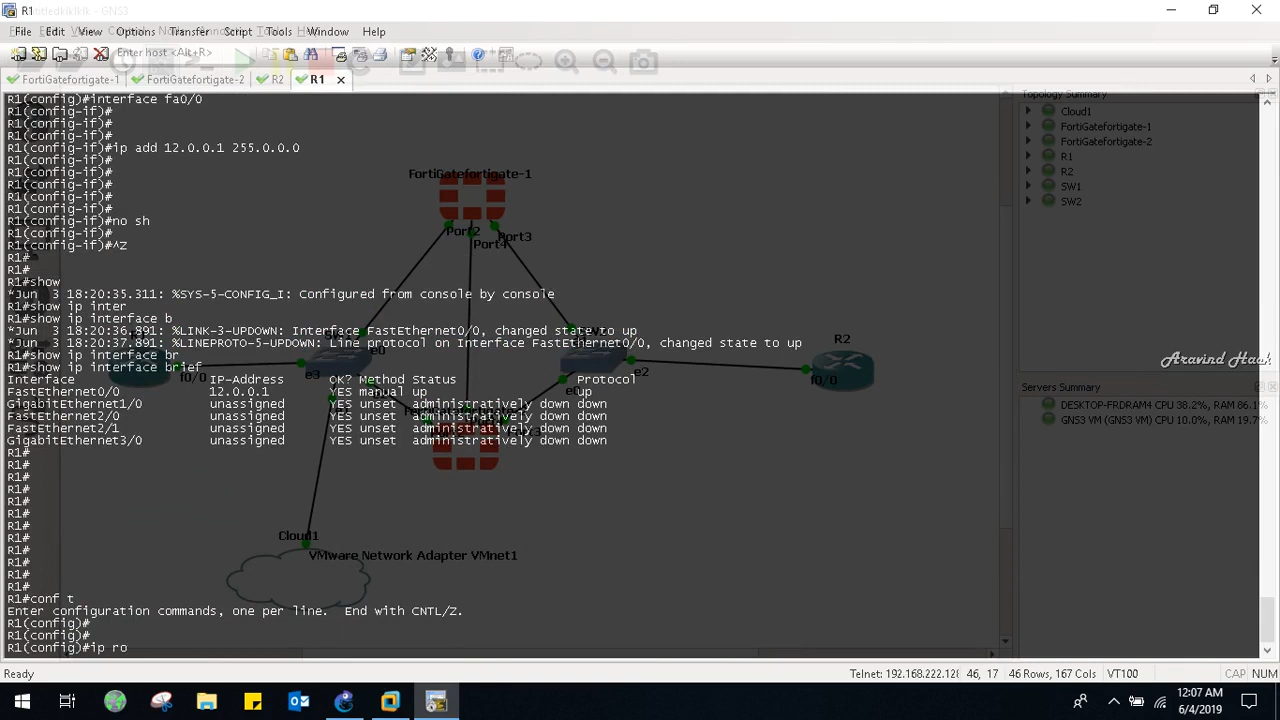 R1
GNS3
File Edit View Options Transfer Script Tools Window Help
Enter host <Alt+R>
FortiGatefortigate-1 FortiGatefortigate-2 R2 R1
R1(config)#interface fa0/0
R1(config-if)#
R1(config-if)#
R1(config-if)#
R1(config-if)#ip add 12.0.0.1 255.0.0.0
R1(config-if)#
R1(config-if)#
R1(config-if)#
R1(config-if)#
R1(config-if)#
R1(config-if)#no sh
R1(config-if)#
R1(config-if)#^Z
R1#
R1#
R1#show
*Jun  3 18:20:35.311: %SYS-5-CONFIG_I: Configured from console by console
R1#show ip inter
R1#show ip interface b
*Jun  3 18:20:36.891: %LINK-3-UPDOWN: Interface FastEthernet0/0, changed state to up
*Jun  3 18:20:37.891: %LINEPROTO-5-UPDOWN: Line protocol on Interface FastEthernet0/0, changed state to up
R1#show ip interface br
R1#show ip interface brief
Interface IP-Address OK? Method Status Protocol
FastEthernet0/0 12.0.0.1 YES manual up up
GigabitEthernet1/0 unassigned YES unset administratively down down
FastEthernet2/0 unassigned YES unset administratively down down
FastEthernet2/1 unassigned YES unset administratively down down
GigabitEthernet3/0 unassigned YES unset administratively down down
R1#
R1#
R1#
R1#
R1#
R1#
R1#
R1#
R1#
R1#
R1#
R1#
R1#conf t
Enter configuration commands, one per line.  End with CNTL/Z.
R1(config)#
R1(config)#
R1(config)#ip ro
FortiGatefortigate-1
Port2
Port4
Port3
e0
f0/0
e3
e2
R2
f0/0
Cloud1
VMware Network Adapter VMnet1
Topology Summary
Cloud1
FortiGatefortigate-1
FortiGatefortigate-2
R1
R2
SW1
SW2
Aravind Haak
Servers Summary
DESKTOP-FRDRAM4 CPU 38.2%, RAM 86.1%
GNS3 VM (GNS3 VM) CPU 10.0%, RAM 19.7%
Ready Telnet: 192.168.222.128 46, 17 46 Rows, 167 Cols VT100 CAP NUM
12:07 AM
6/4/2019